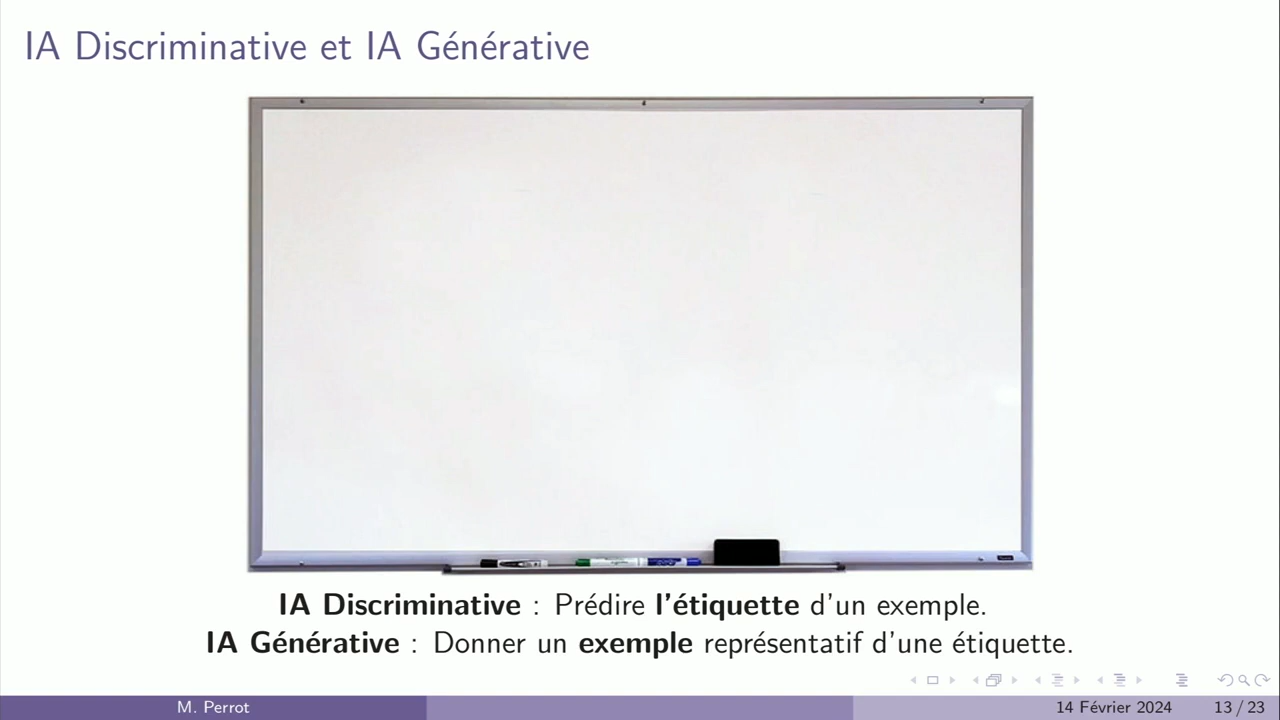 IA Discriminative et IA Générative
IA Discriminative : Prédire l'étiquette d'un exemple.
IA Générative : Donner un exemple représentatif d'une étiquette.
M. Perrot
14 Février 2024
13 / 23